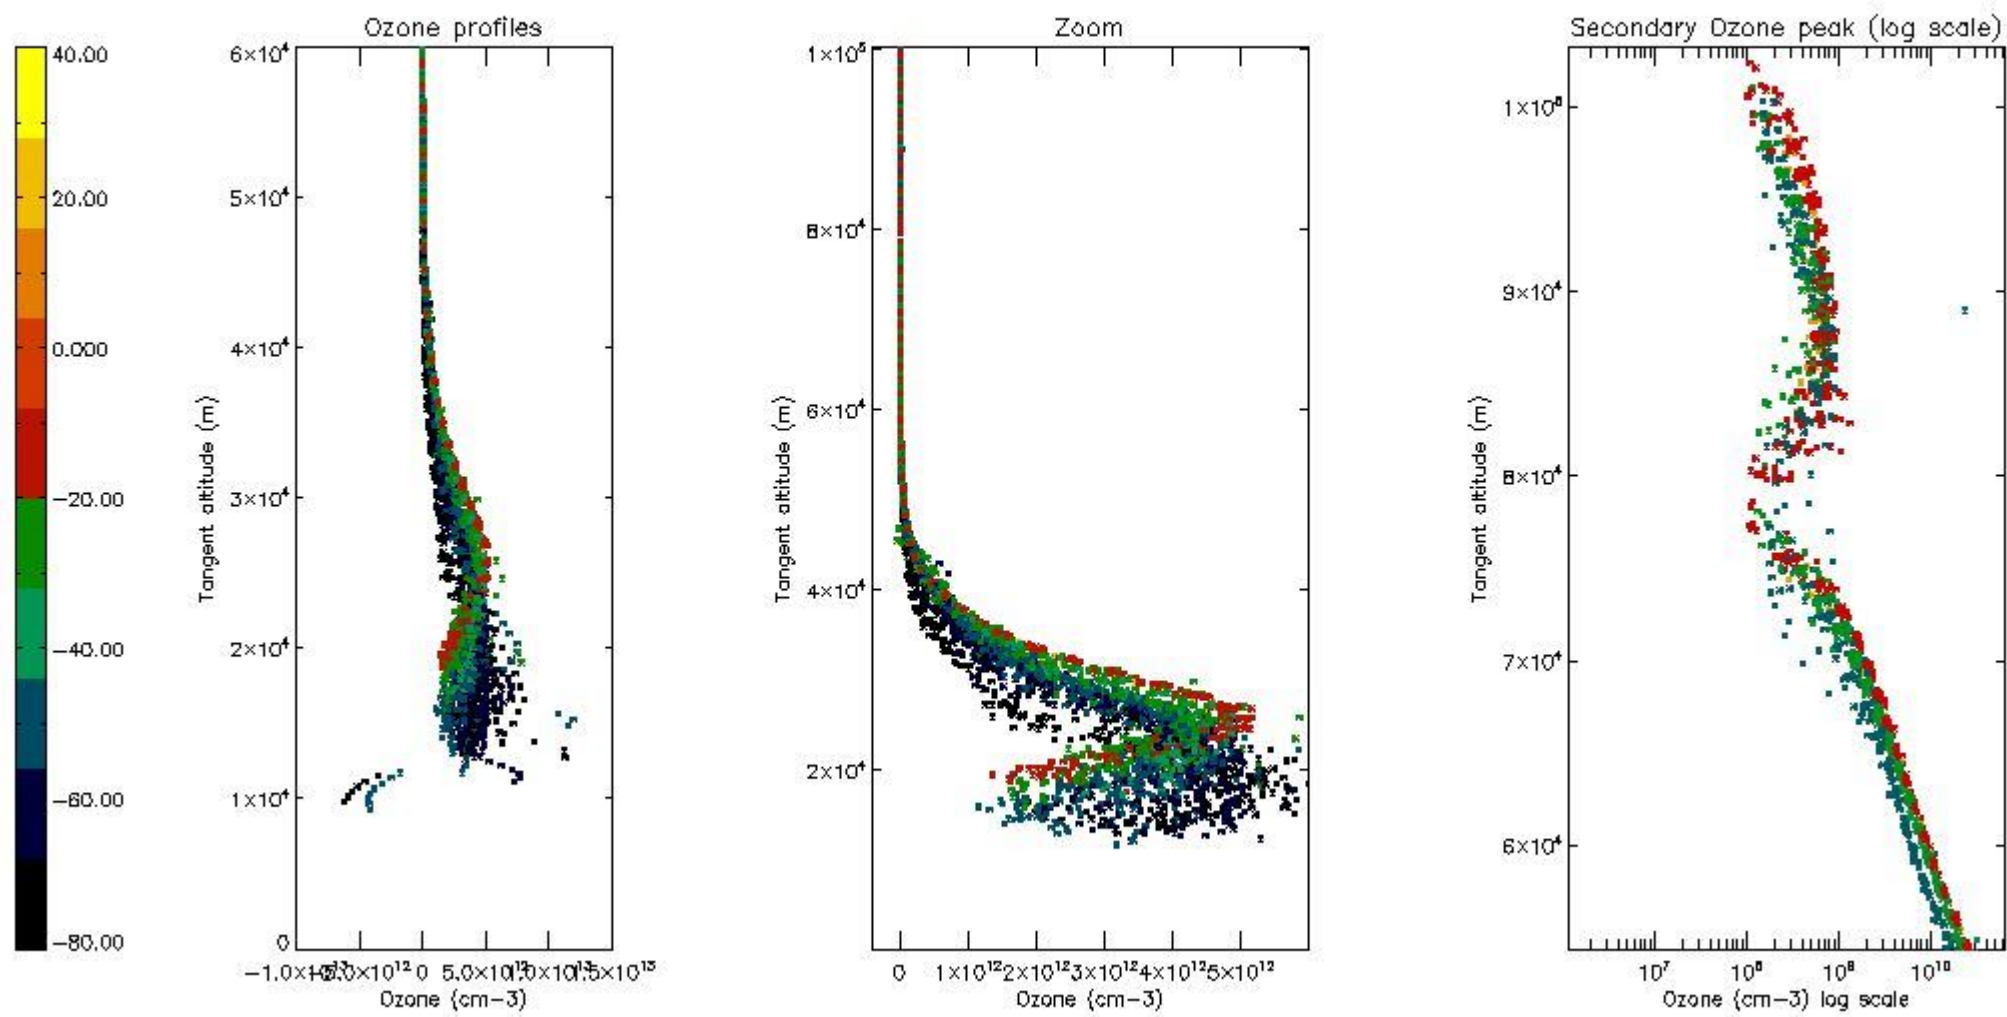 Ozone profiles
Zoom
Secondary Ozone peak (log scale)
40.00
20.00
0.000
−20.00
−40.00
−60.00
−80.00
6×10⁴
5×10⁴
4×10⁴
3×10⁴
2×10⁴
1×10⁴
0
Tangent altitude (m)
0
5.0×10¹²
1.5×10¹³
Ozone (cm−3)
1×10⁵
8×10⁴
6×10⁴
4×10⁴
2×10⁴
Tangent altitude (m)
0 1×10¹² 2×10¹² 3×10¹² 4×10¹² 5×10¹²
Ozone (cm−3)
9×10⁴
8×10⁴
7×10⁴
6×10⁴
Tangent altitude (m)
10⁷ 10⁸ 10⁹ 10¹⁰
Ozone (cm−3) log scale